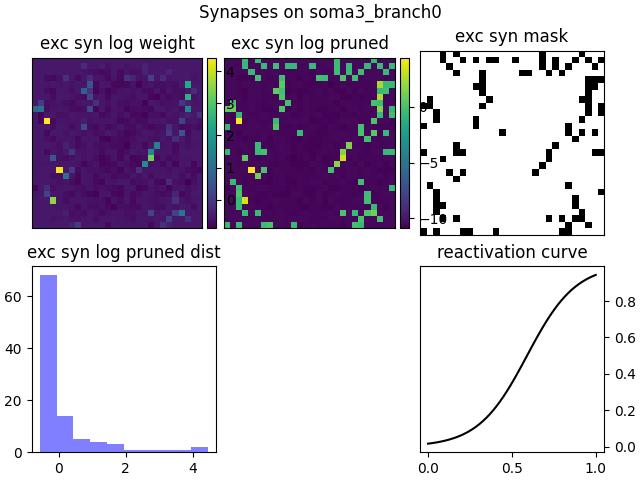 Synapses on soma3_branch0
exc syn log weight
exc syn log pruned
exc syn mask
4
3
2
1
0
0
−5
−10
exc syn log pruned dist
reactivation curve
60
40
20
0
0 2 4
0.8
0.6
0.4
0.2
0.0
0.0 0.5 1.0